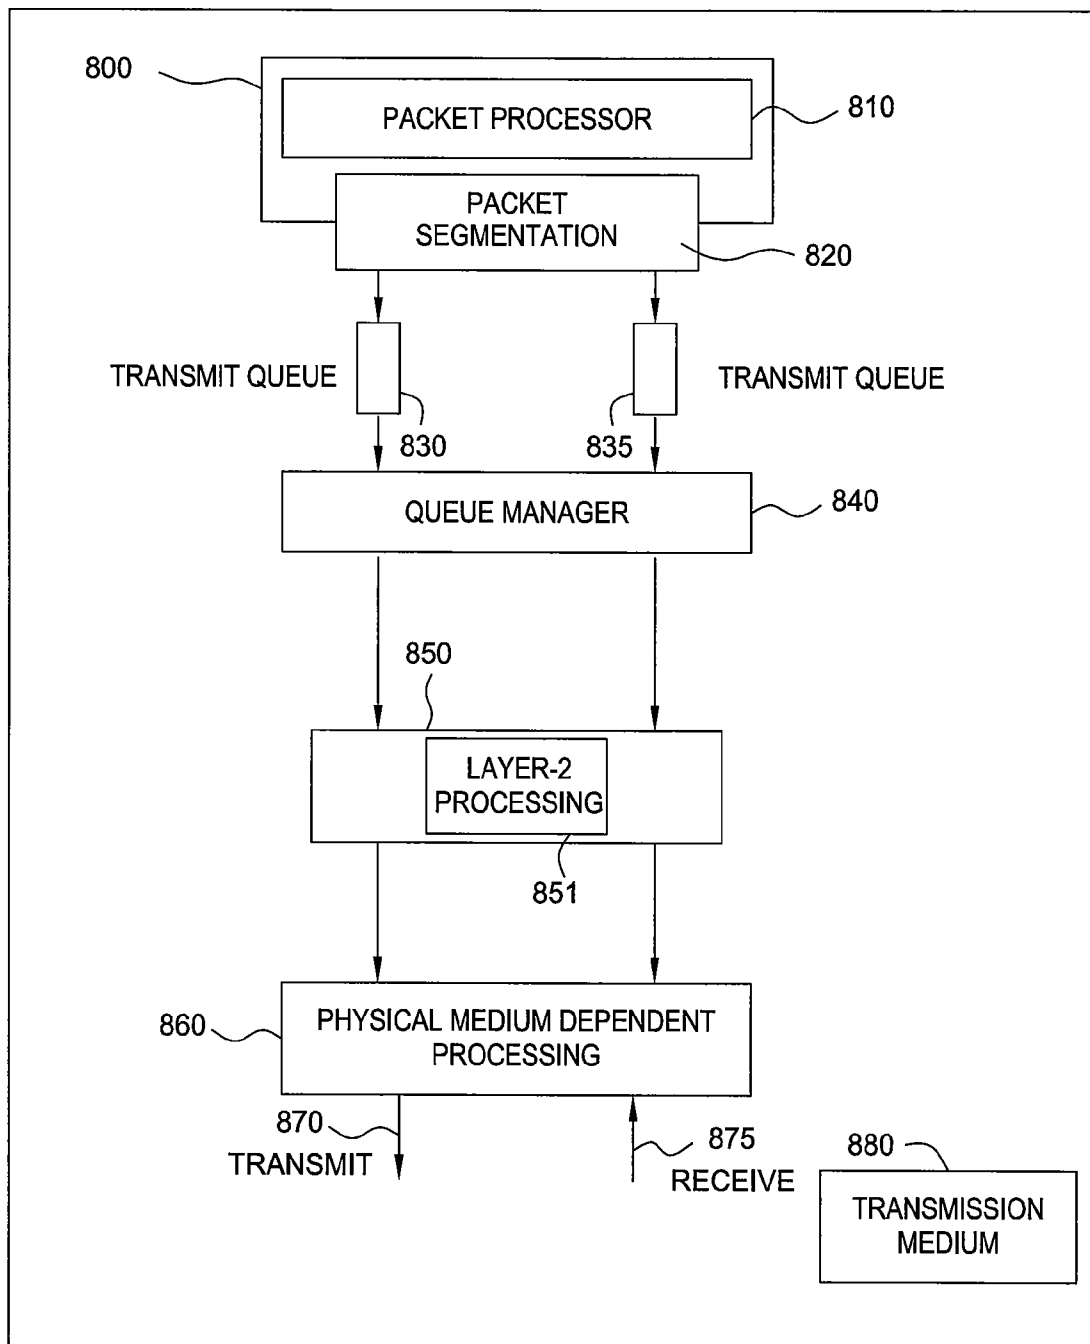 800
PACKET PROCESSOR
810
PACKET
SEGMENTATION
820
TRANSMIT QUEUE
TRANSMIT QUEUE
830
835
QUEUE MANAGER
840
850
LAYER-2
PROCESSING
851
860
PHYSICAL MEDIUM DEPENDENT
PROCESSING
870
TRANSMIT
875
RECEIVE
880
TRANSMISSION
MEDIUM